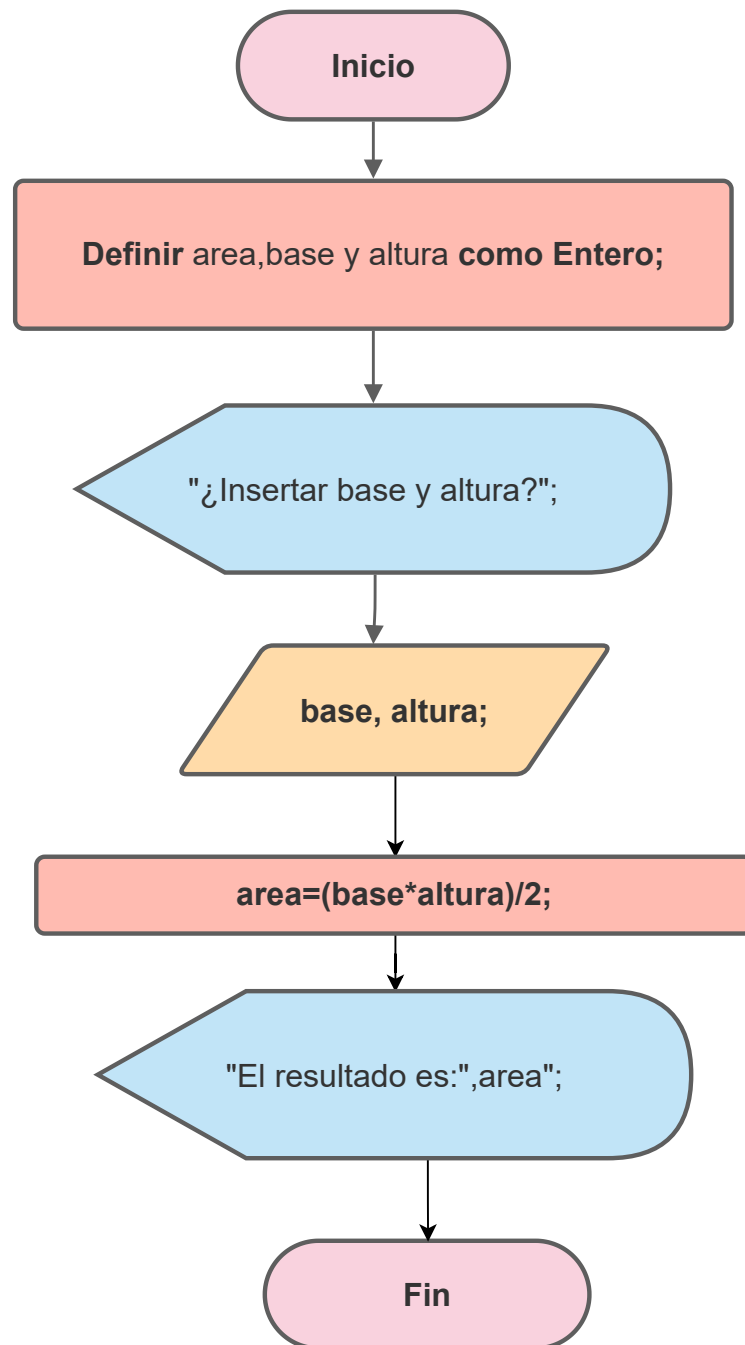 Inicio
Definir area,base y altura como Entero;
"¿Insertar base y altura?";
base, altura;
area=(base*altura)/2;
"El resultado es:",area";
Fin